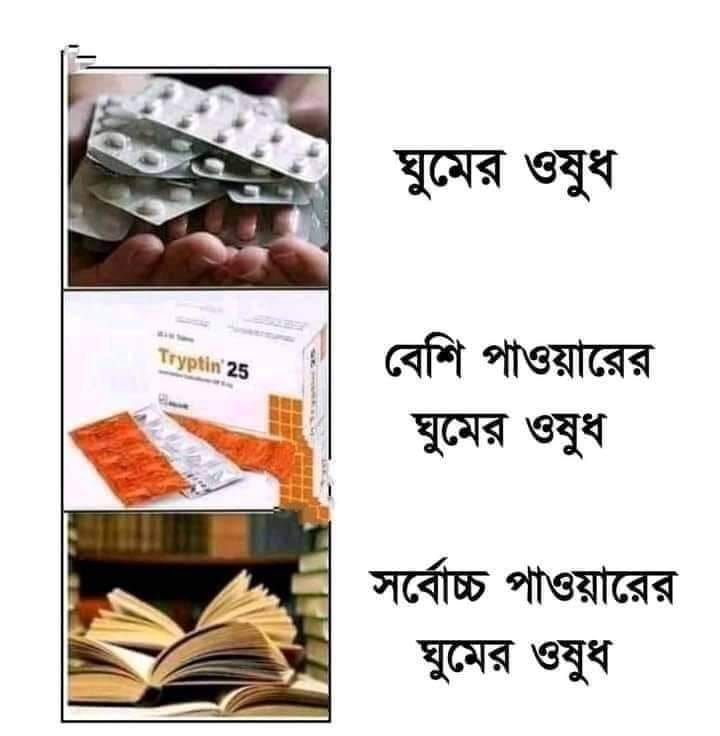 ঘুমের ওষুধ
Tryptin 25
বেশি পাওয়ারের
ঘুমের ওষুধ
সর্বোচ্চ পাওয়ারের
ঘুমের ওষুধ